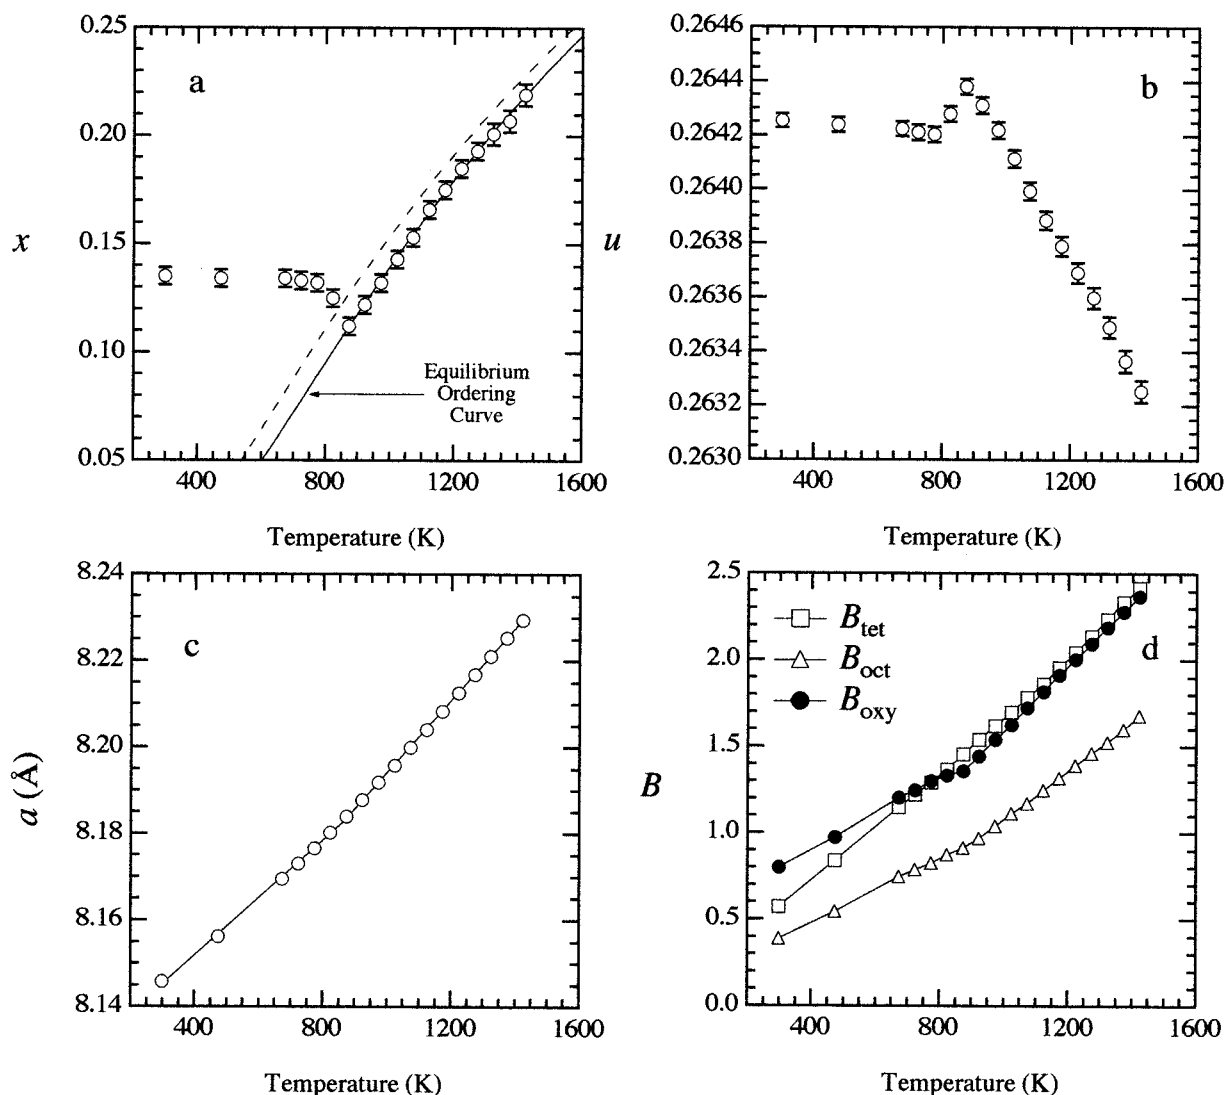 0.25
0.20
0.15
0.10
0.05
x
a
Equilibrium
Ordering
Curve
400 800 1200 1600
Temperature (K)
0.2646
0.2644
0.2642
0.2640
0.2638
0.2636
0.2634
0.2632
0.2630
u
b
400 800 1200 1600
Temperature (K)
8.24
8.22
8.20
8.18
8.16
8.14
a (Å)
c
400 800 1200 1600
Temperature (K)
2.5
2.0
1.5
1.0
0.5
0.0
B
B tet
B oct
B oxy
d
400 800 1200 1600
Temperature (K)